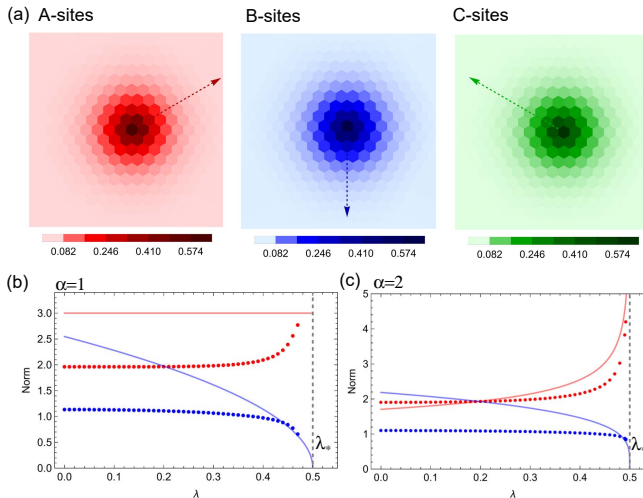 (a) A-sites B-sites C-sites
0.082 0.246 0.410 0.574 0.082 0.246 0.410 0.574 0.082 0.246 0.410 0.574
(b) α=1 (c) α=2
3.0
2.5
2.0
1.5
1.0
0.5
0.0
Norm
λ*
0.0 0.1 0.2 0.3 0.4 0.5
λ
5
4
3
2
1
0
Norm
λ*
0.0 0.1 0.2 0.3 0.4 0.5
λ